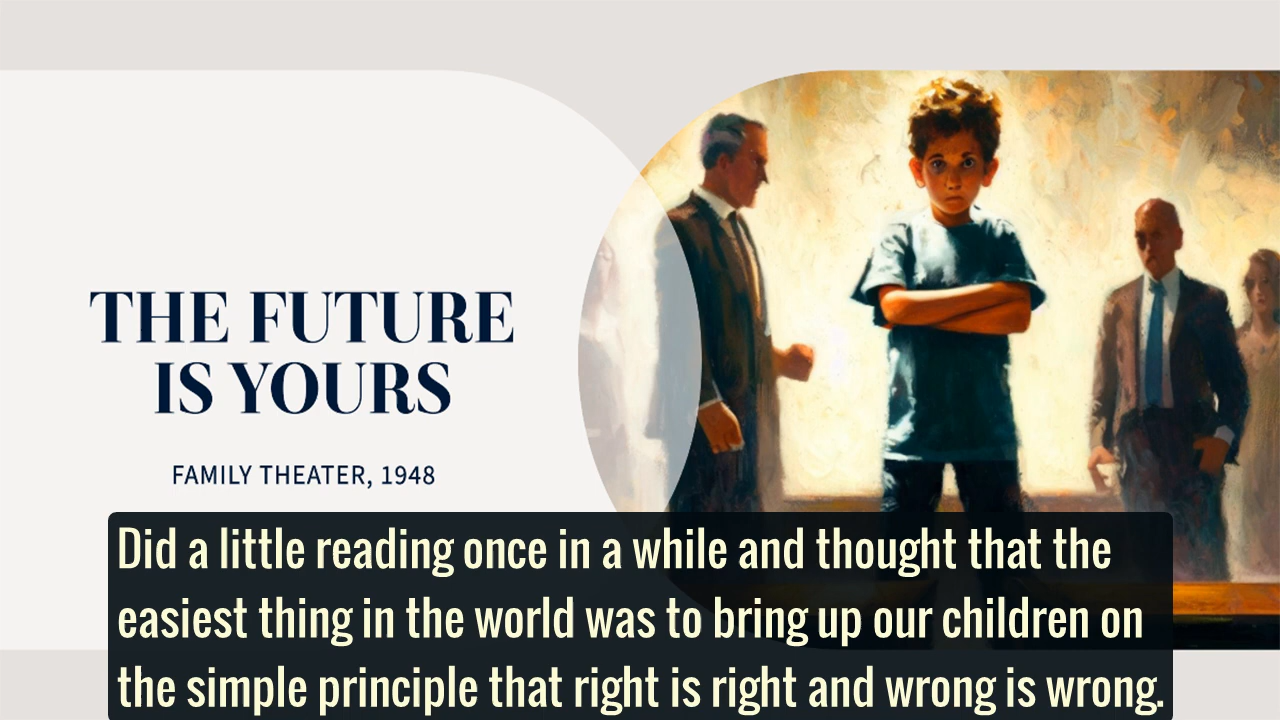 THE FUTURE
IS YOURS
FAMILY THEATER, 1948
Did a little reading once in a while and thought that the
easiest thing in the world was to bring up our children on
the simple principle that right is right and wrong is wrong.